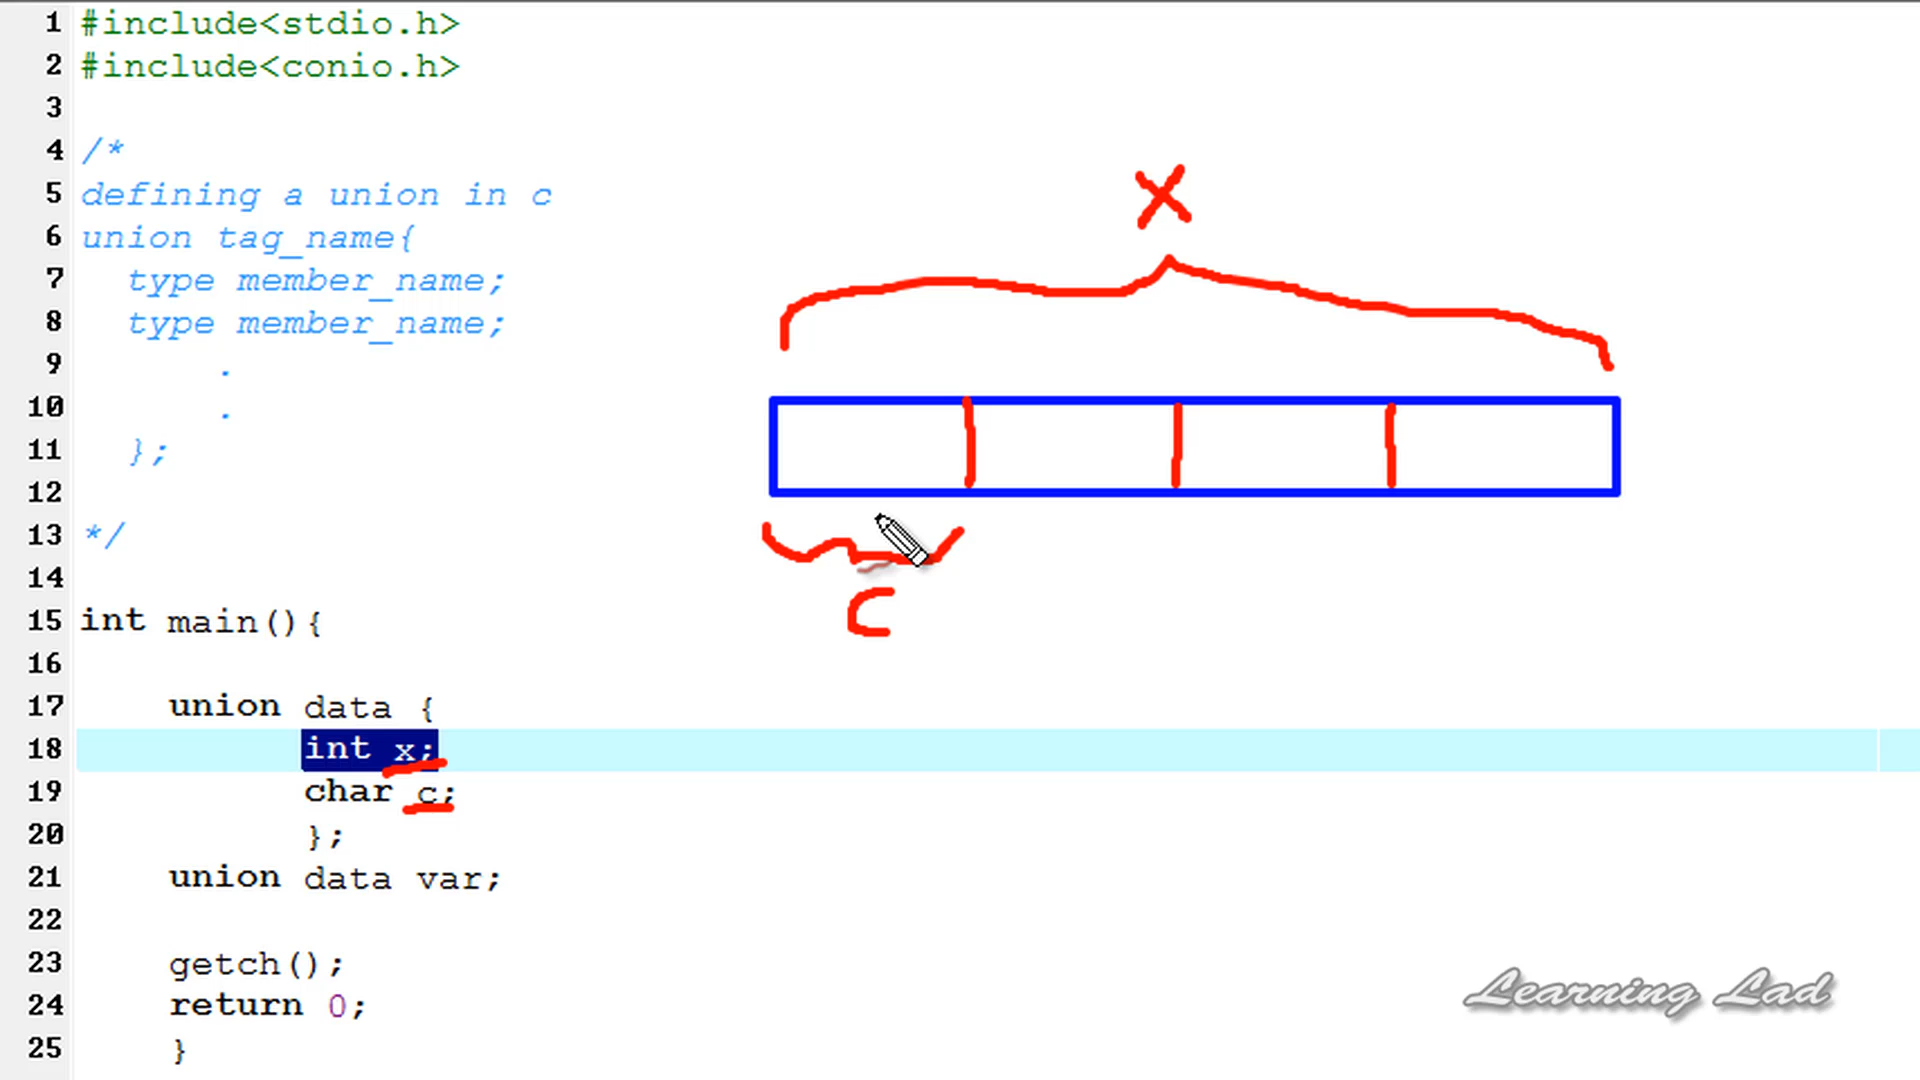 1 #include<stdio.h>
2 #include<conio.h>
3
4 /*
5 defining a union in c
6 union tag_name{
7 type member_name;
8 type member_name;
9 .
10 .
11 };
12
13 */
14
15 int main(){
16
17 union data {
18 int x;
19 char c;
20 };
21 union data var;
22
23 getch();
24 return 0;
25 }
X
C
Learning Lad